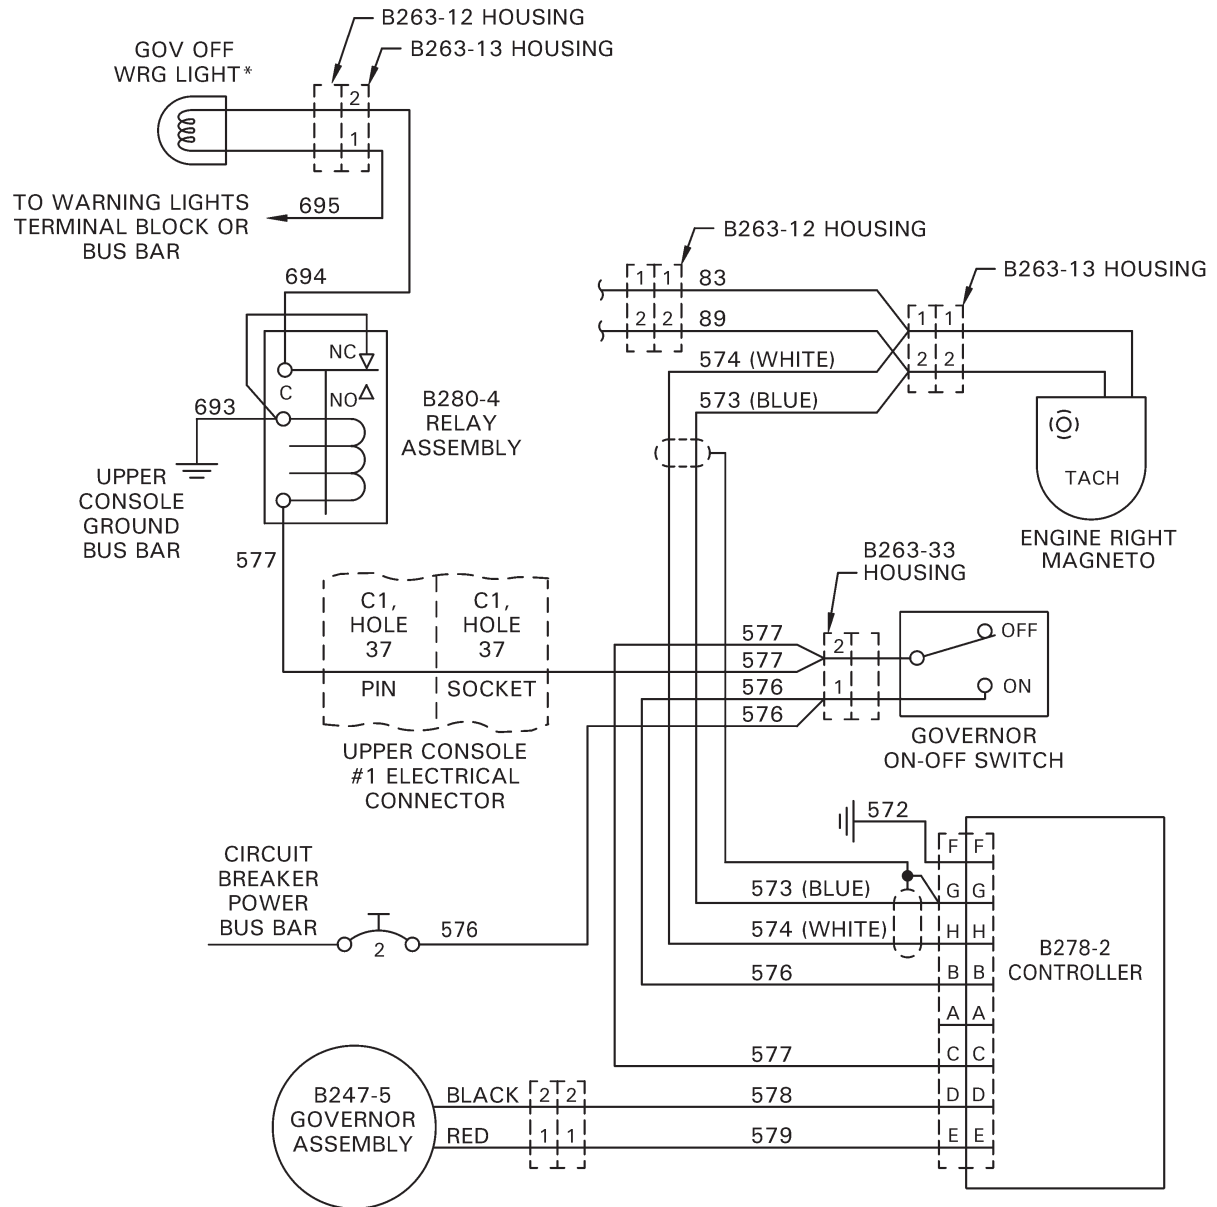 B263-12 HOUSING
B263-13 HOUSING
GOV OFF
WRG LIGHT*
2
1
TO WARNING LIGHTS
TERMINAL BLOCK OR
BUS BAR
695
694
B263-12 HOUSING
B263-13 HOUSING
1 1 83
2 2 89
1 1
2 2
574 (WHITE)
573 (BLUE)
NC
C
NO
693
B280-4
RELAY
ASSEMBLY
UPPER
CONSOLE
GROUND
BUS BAR
577
TACH
ENGINE RIGHT
MAGNETO
B263-33
HOUSING
C1,
HOLE
37
PIN
C1,
HOLE
37
SOCKET
UPPER CONSOLE
#1 ELECTRICAL
CONNECTOR
577
577
576
576
2
1
OFF
ON
GOVERNOR
ON-OFF SWITCH
572
CIRCUIT
BREAKER
POWER
BUS BAR
2
576
F F
573 (BLUE) G G
574 (WHITE) H H
576 B B
A A
577 C C
578 D D
579 E E
B278-2
CONTROLLER
B247-5
GOVERNOR
ASSEMBLY
BLACK 2 2
RED 1 1